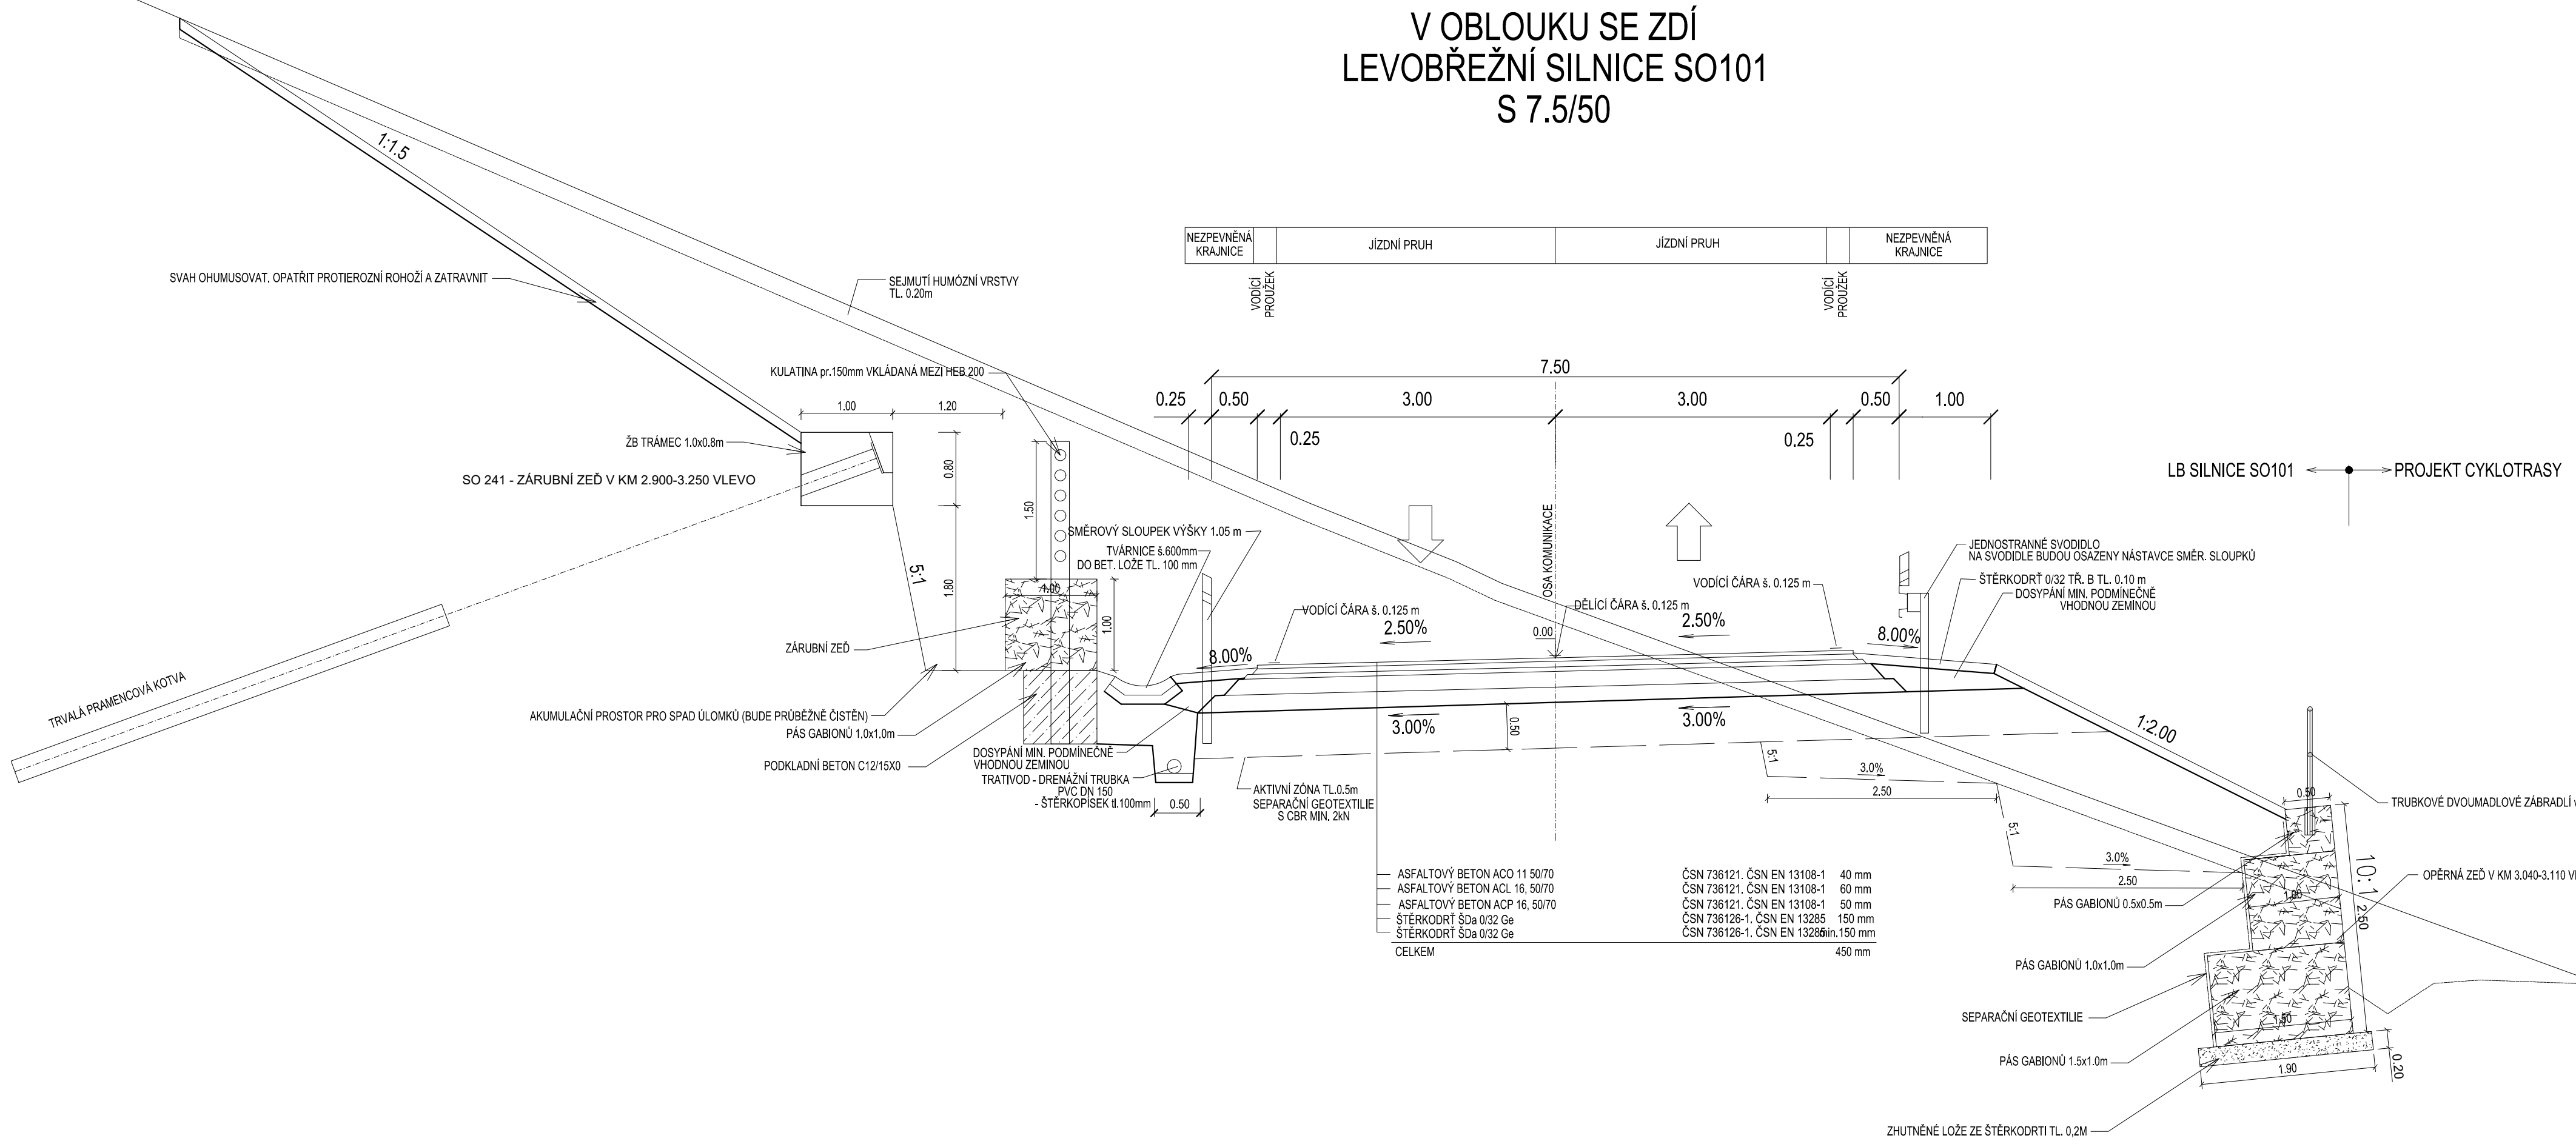 V OBLOUKU SE ZDÍ
LEVOBŘEŽNÍ SILNICE SO101
S 7.5/50
1:1.5
SVAH OHUMUSOVAT. OPATŘIT PROTIEROZNÍ ROHOŽÍ A ZATRAVNIT
SEJMUTÍ HUMÓZNÍ VRSTVY
TL. 0.20m
NEZPEVNĚNÁ
KRAJNICE
VODÍCÍ
PROUŽEK
JÍZDNÍ PRUH
JÍZDNÍ PRUH
VODÍCÍ
PROUŽEK
NEZPEVNĚNÁ
KRAJNICE
KULATINA pr.150mm VKLÁDANÁ MEZI HEB 200
7.50
0.25
0.50
3.00
3.00
0.50
1.00
0.25
0.25
1.00
1.20
ŽB TRÁMEC 1.0x0.8m
SO 241 - ZÁRUBNÍ ZEĎ V KM 2.900-3.250 VLEVO
0.80
1.50
1.80
5:1
1.00
1.00
LB SILNICE SO101
PROJEKT CYKLOTRASY
SMĚROVÝ SLOUPEK VÝŠKY 1.05 m
TVÁRNICE š.600mm
DO BET. LOŽE TL. 100 mm
OSA KOMUNIKACE
JEDNOSTRANNÉ SVODIDLO
NA SVODIDLE BUDOU OSAZENY NÁSTAVCE SMĚR. SLOUPKŮ
ŠTĚRKODRŤ 0/32 TŘ. B TL. 0.10 m
DOSYPÁNÍ MIN. PODMÍNEČNĚ
VHODNOU ZEMINOU
VODÍCÍ ČÁRA š. 0.125 m
VODÍCÍ ČÁRA š. 0.125 m
DĚLÍCÍ ČÁRA š. 0.125 m
2.50%
2.50%
0.00
8.00%
8.00%
ZÁRUBNÍ ZEĎ
TRVALÁ PRAMENCOVÁ KOTVA
AKUMULAČNÍ PROSTOR PRO SPAD ÚLOMKŮ (BUDE PRŮBĚŽNĚ ČISTĚN)
PÁS GABIONŮ 1.0x1.0m
PODKLADNÍ BETON C12/15X0
DOSYPÁNÍ MIN. PODMÍNEČNĚ
VHODNOU ZEMINOU
TRATIVOD - DRENÁŽNÍ TRUBKA
PVC DN 150
- ŠTĚRKOPÍSEK tl.100mm
0.50
3.00%
3.00%
0.50
AKTIVNÍ ZÓNA TL.0.5m
SEPARAČNÍ GEOTEXTILIE
S CBR MIN. 2kN
5:1
3.0%
2.50
5:1
3.0%
2.50
1:2.00
0.50
TRUBKOVÉ DVOUMADLOVÉ ZÁBRADLÍ
10:1
OPĚRNÁ ZEĎ V KM 3.040-3.110
PÁS GABIONŮ 0.5x0.5m
1.00
2.50
PÁS GABIONŮ 1.0x1.0m
SEPARAČNÍ GEOTEXTILIE
1.50
PÁS GABIONŮ 1.5x1.0m
1.90
0.20
ZHUTNĚNÉ LOŽE ZE ŠTĚRKODRTI TL. 0,2M
ASFALTOVÝ BETON ACO 11 50/70 ČSN 736121. ČSN EN 13108-1 40 mm
ASFALTOVÝ BETON ACL 16, 50/70 ČSN 736121. ČSN EN 13108-1 60 mm
ASFALTOVÝ BETON ACP 16, 50/70 ČSN 736121. ČSN EN 13108-1 50 mm
ŠTĚRKODRŤ ŠDa 0/32 Ge ČSN 736126-1. ČSN EN 13285 150 mm
ŠTĚRKODRŤ ŠDa 0/32 Ge ČSN 736126-1. ČSN EN 13285 min.150 mm
CELKEM 450 mm